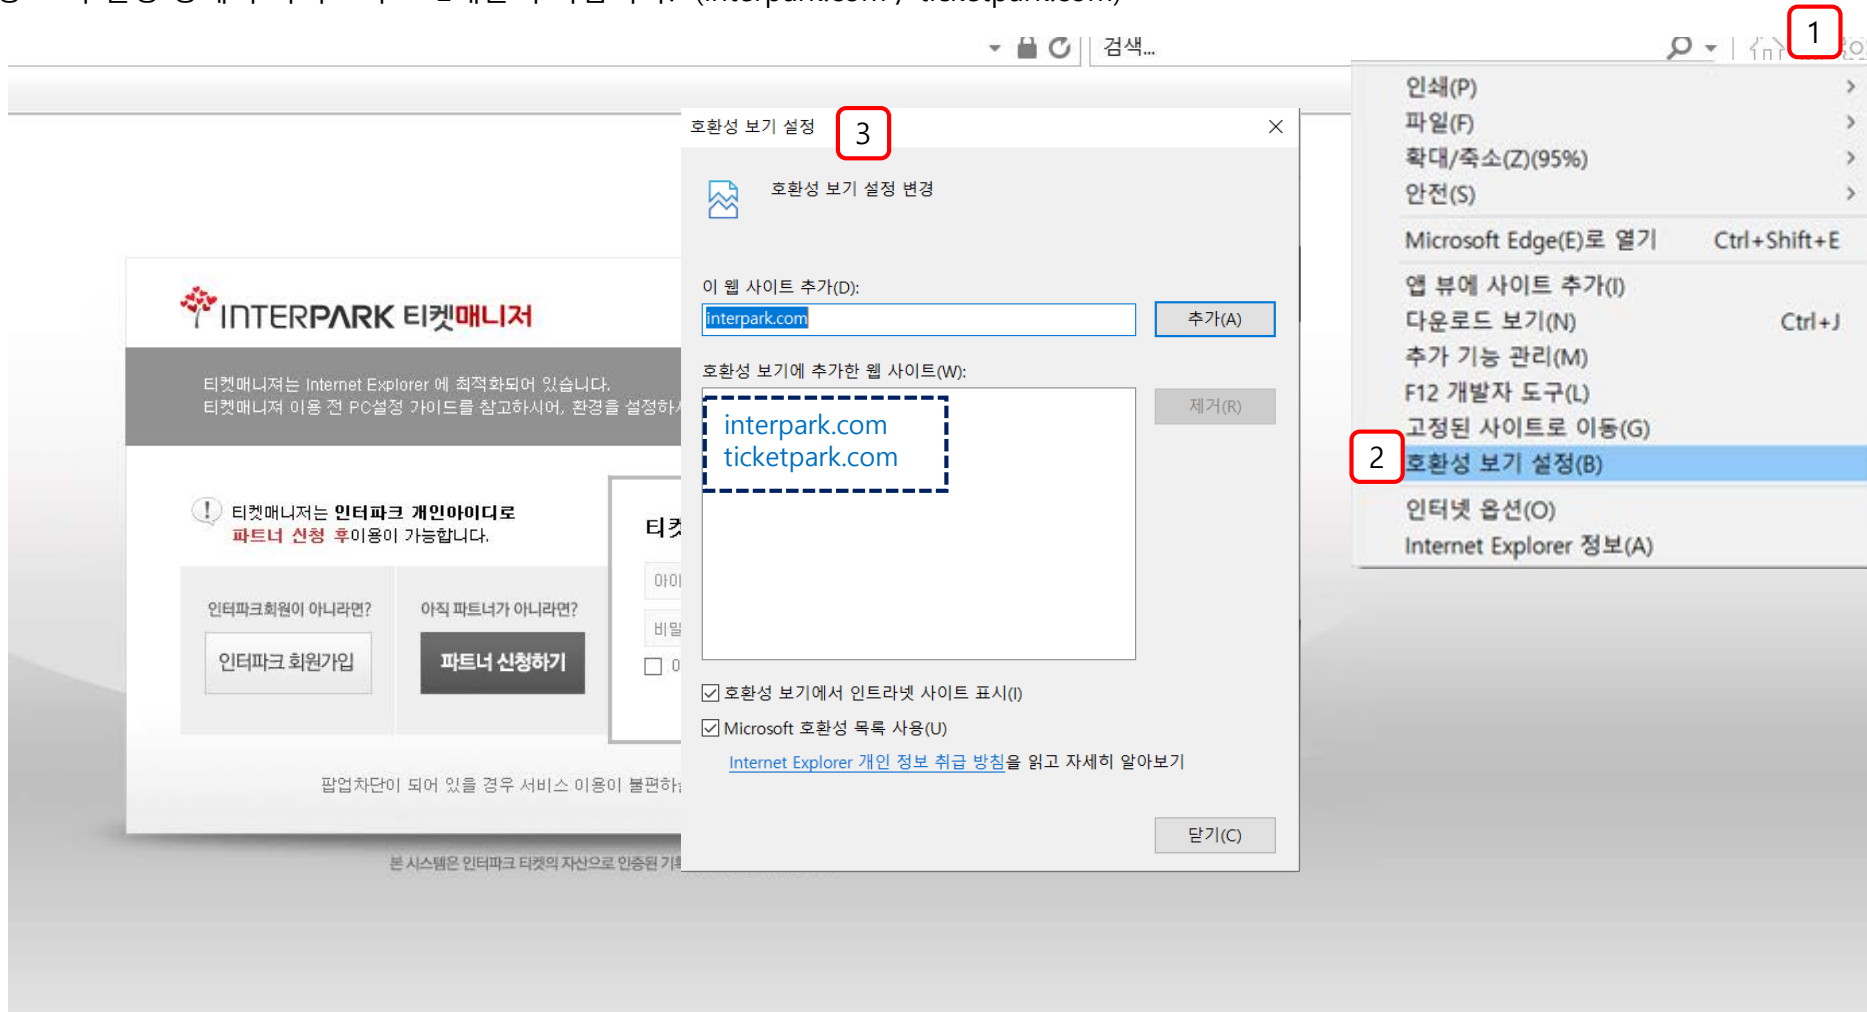 (interpark.com / ticketpark.com)
검색...
1
인쇄(P)
파일(F)
확대/축소(Z)(95%)
안전(S)
Microsoft Edge(E)로 열기 Ctrl+Shift+E
앱 뷰에 사이트 추가(I)
다운로드 보기(N) Ctrl+J
추가 기능 관리(M)
F12 개발자 도구(L)
고정된 사이트로 이동(G)
2
호환성 보기 설정(B)
인터넷 옵션(O)
Internet Explorer 정보(A)
호환성 보기 설정
3
호환성 보기 설정 변경
이 웹 사이트 추가(D):
interpark.com
추가(A)
호환성 보기에 추가한 웹 사이트(W):
interpark.com
ticketpark.com
제거(R)
호환성 보기에서 인트라넷 사이트 표시(I)
Microsoft 호환성 목록 사용(U)
Internet Explorer 개인 정보 취급 방침을 읽고 자세히 알아보기
닫기(C)
INTERPARK 티켓매니저
티켓매니져는 Internet Explorer 에 최적화되어 있습니다.
티켓매니져 이용 전 PC설정 가이드를 참고하시어, 환경을 설정하
티켓매니저는 인터파크 개인아이디로
파트너 신청 후이용이 가능합니다.
인터파크회원이 아니라면?
인터파크 회원가입
아직 파트너가 아니라면?
파트너 신청하기
아이
비밀
팝업차단이 되어 있을 경우 서비스 이용이 불편하
본 시스템은 인터파크 티켓의 자산으로 인증된